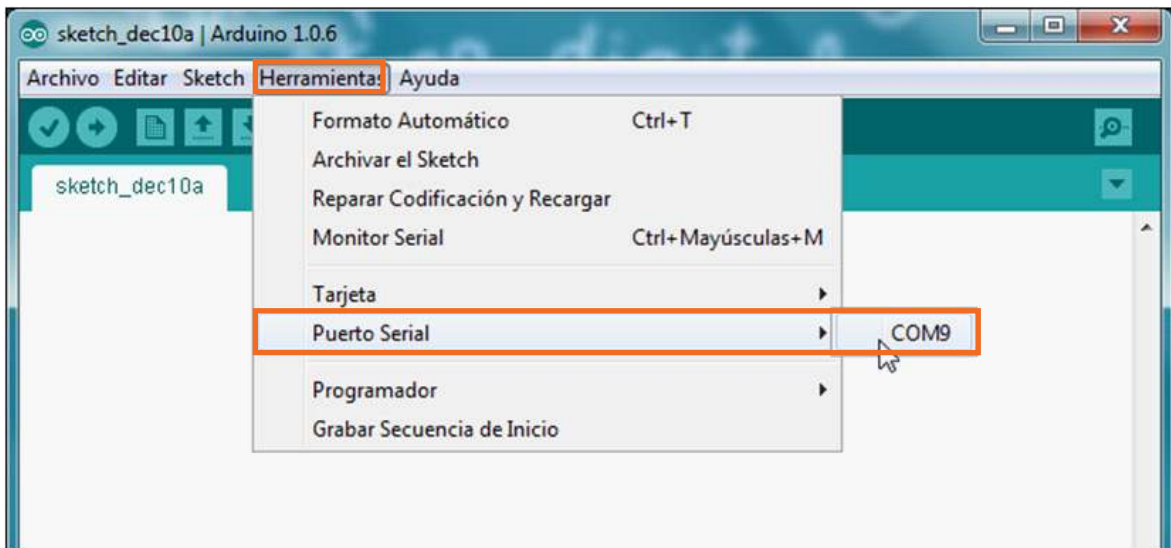 sketch_dec10a | Arduino 1.0.6
Archivo Editar Sketch Herramientas Ayuda
Formato Automático Ctrl+T
Archivar el Sketch
sketch_dec10a
Reparar Codificación y Recargar
Monitor Serial Ctrl+Mayúsculas+M
Tarjeta
Puerto Serial COM9
Programador
Grabar Secuencia de Inicio